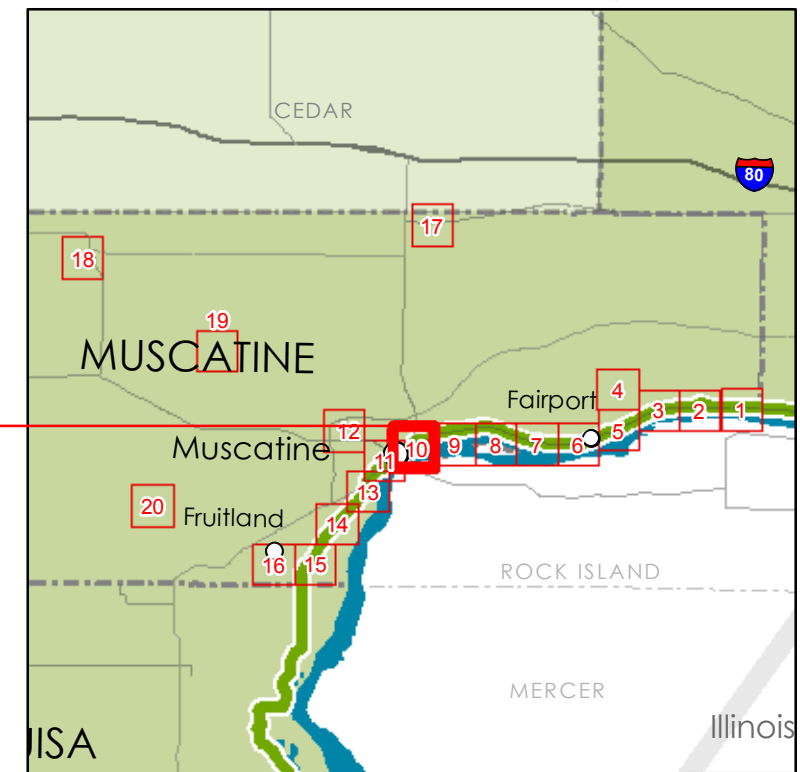 CEDAR
80
17
18
19
MUSCATINE
4
Fairport
3
2
1
12
5
Muscatine
10
9
8
7
6
11
13
20
Fruitland
14
16
15
ROCK ISLAND
MERCER
Illinois
JISA